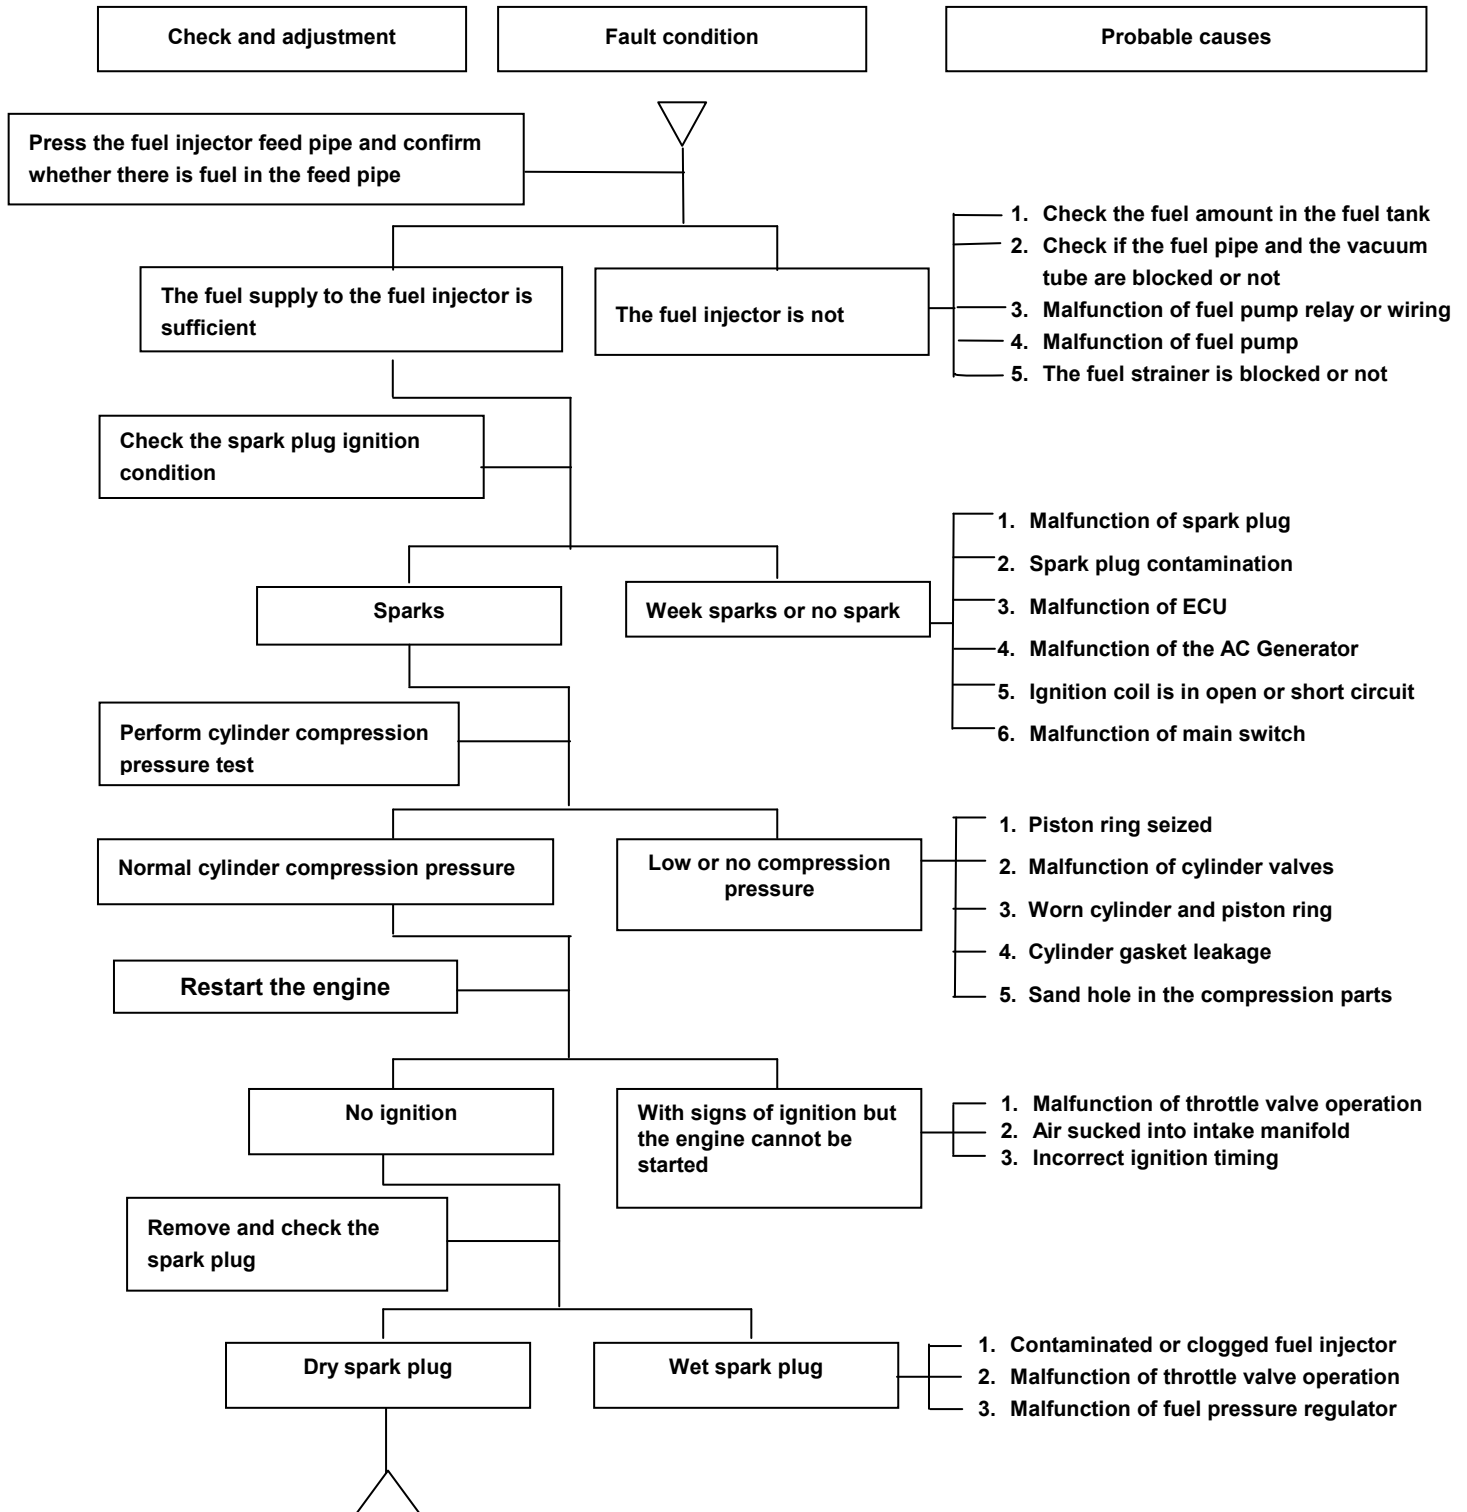 Check and adjustment
Fault condition
Probable causes
Press the fuel injector feed pipe and confirm
whether there is fuel in the feed pipe
The fuel supply to the fuel injector is
sufficient
The fuel injector is not
1. Check the fuel amount in the fuel tank
2. Check if the fuel pipe and the vacuum
tube are blocked or not
3. Malfunction of fuel pump relay or wiring
4. Malfunction of fuel pump
5. The fuel strainer is blocked or not
Check the spark plug ignition
condition
Sparks
Week sparks or no spark
1. Malfunction of spark plug
2. Spark plug contamination
3. Malfunction of ECU
4. Malfunction of the AC Generator
5. Ignition coil is in open or short circuit
6. Malfunction of main switch
Perform cylinder compression
pressure test
Normal cylinder compression pressure
Low or no compression
pressure
1. Piston ring seized
2. Malfunction of cylinder valves
3. Worn cylinder and piston ring
4. Cylinder gasket leakage
5. Sand hole in the compression parts
Restart the engine
No ignition
With signs of ignition but
the engine cannot be
started
1. Malfunction of throttle valve operation
2. Air sucked into intake manifold
3. Incorrect ignition timing
Remove and check the
spark plug
Dry spark plug
Wet spark plug
1. Contaminated or clogged fuel injector
2. Malfunction of throttle valve operation
3. Malfunction of fuel pressure regulator